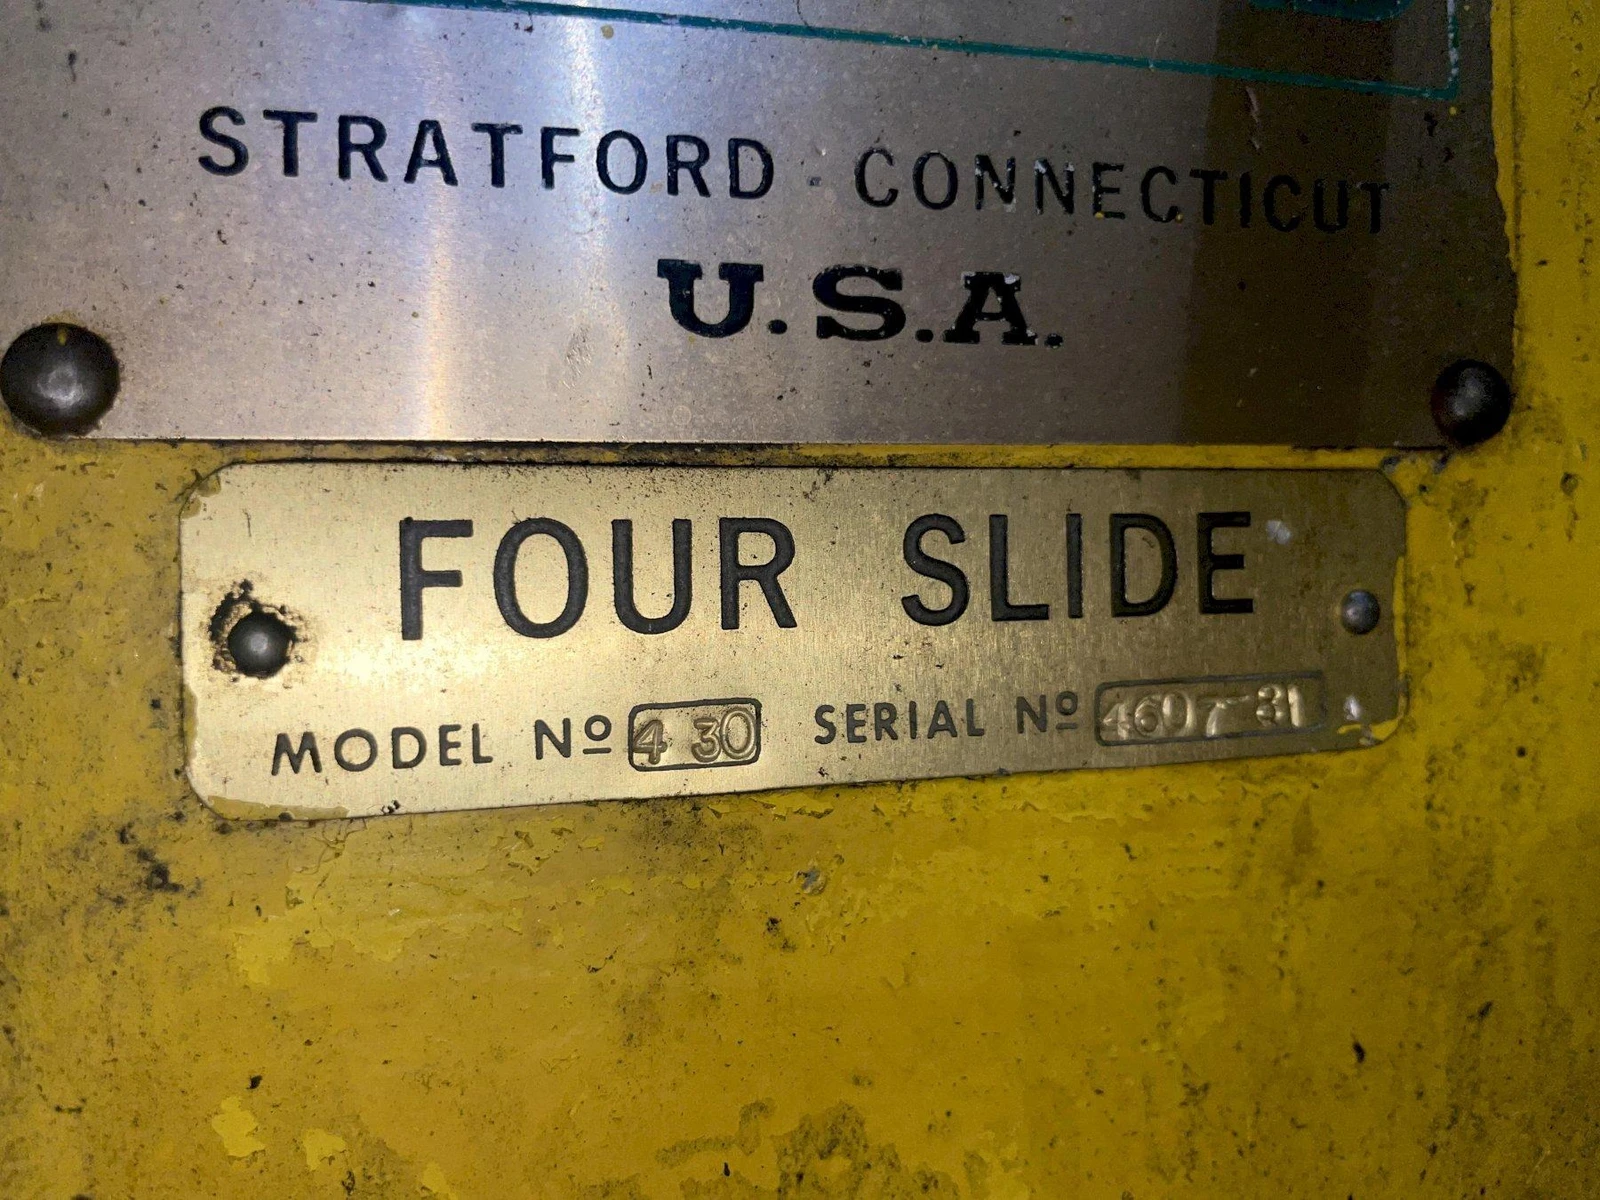 STRATFORD · CONNECTICUT
U.S.A.
FOUR SLIDE
MODEL Nº 4 30 SERIAL Nº 4607-31